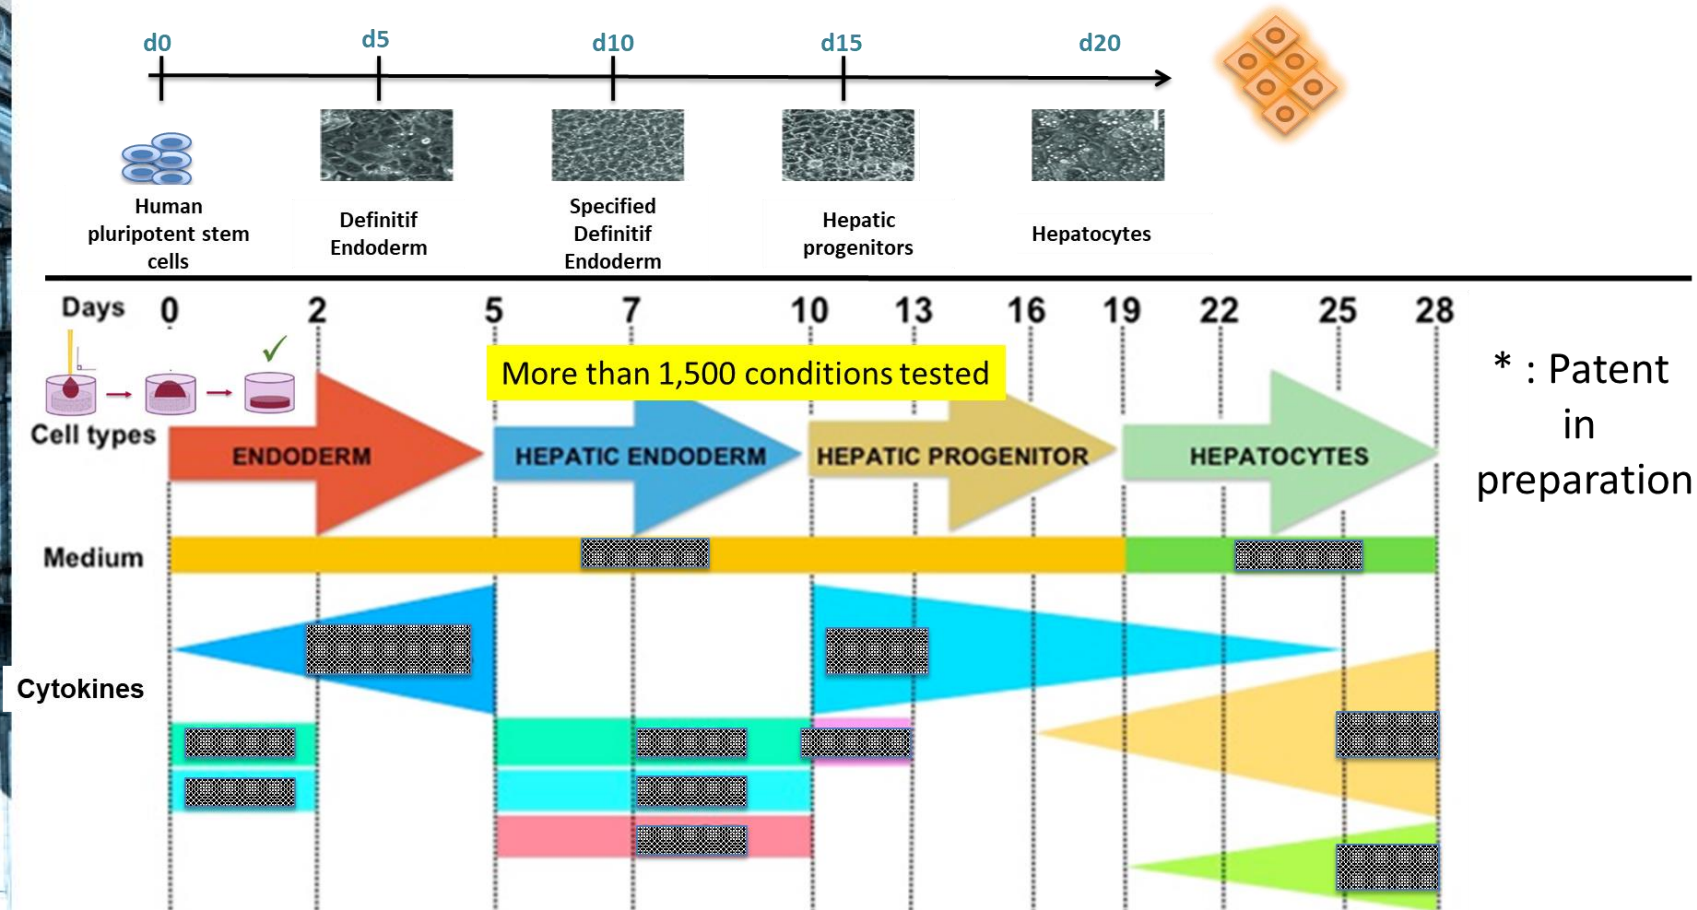 d0 d5 d10 d15 d20
Human
pluripotent stem
cells
Definitif
Endoderm
Specified
Definitif
Endoderm
Hepatic
progenitors
Hepatocytes
Days 0 2 5 7 10 13 16 19 22 25 28
More than 1,500 conditions tested
* : Patent
in
preparation
Cell types
ENDODERM
HEPATIC ENDODERM
HEPATIC PROGENITOR
HEPATOCYTES
Medium
Cytokines